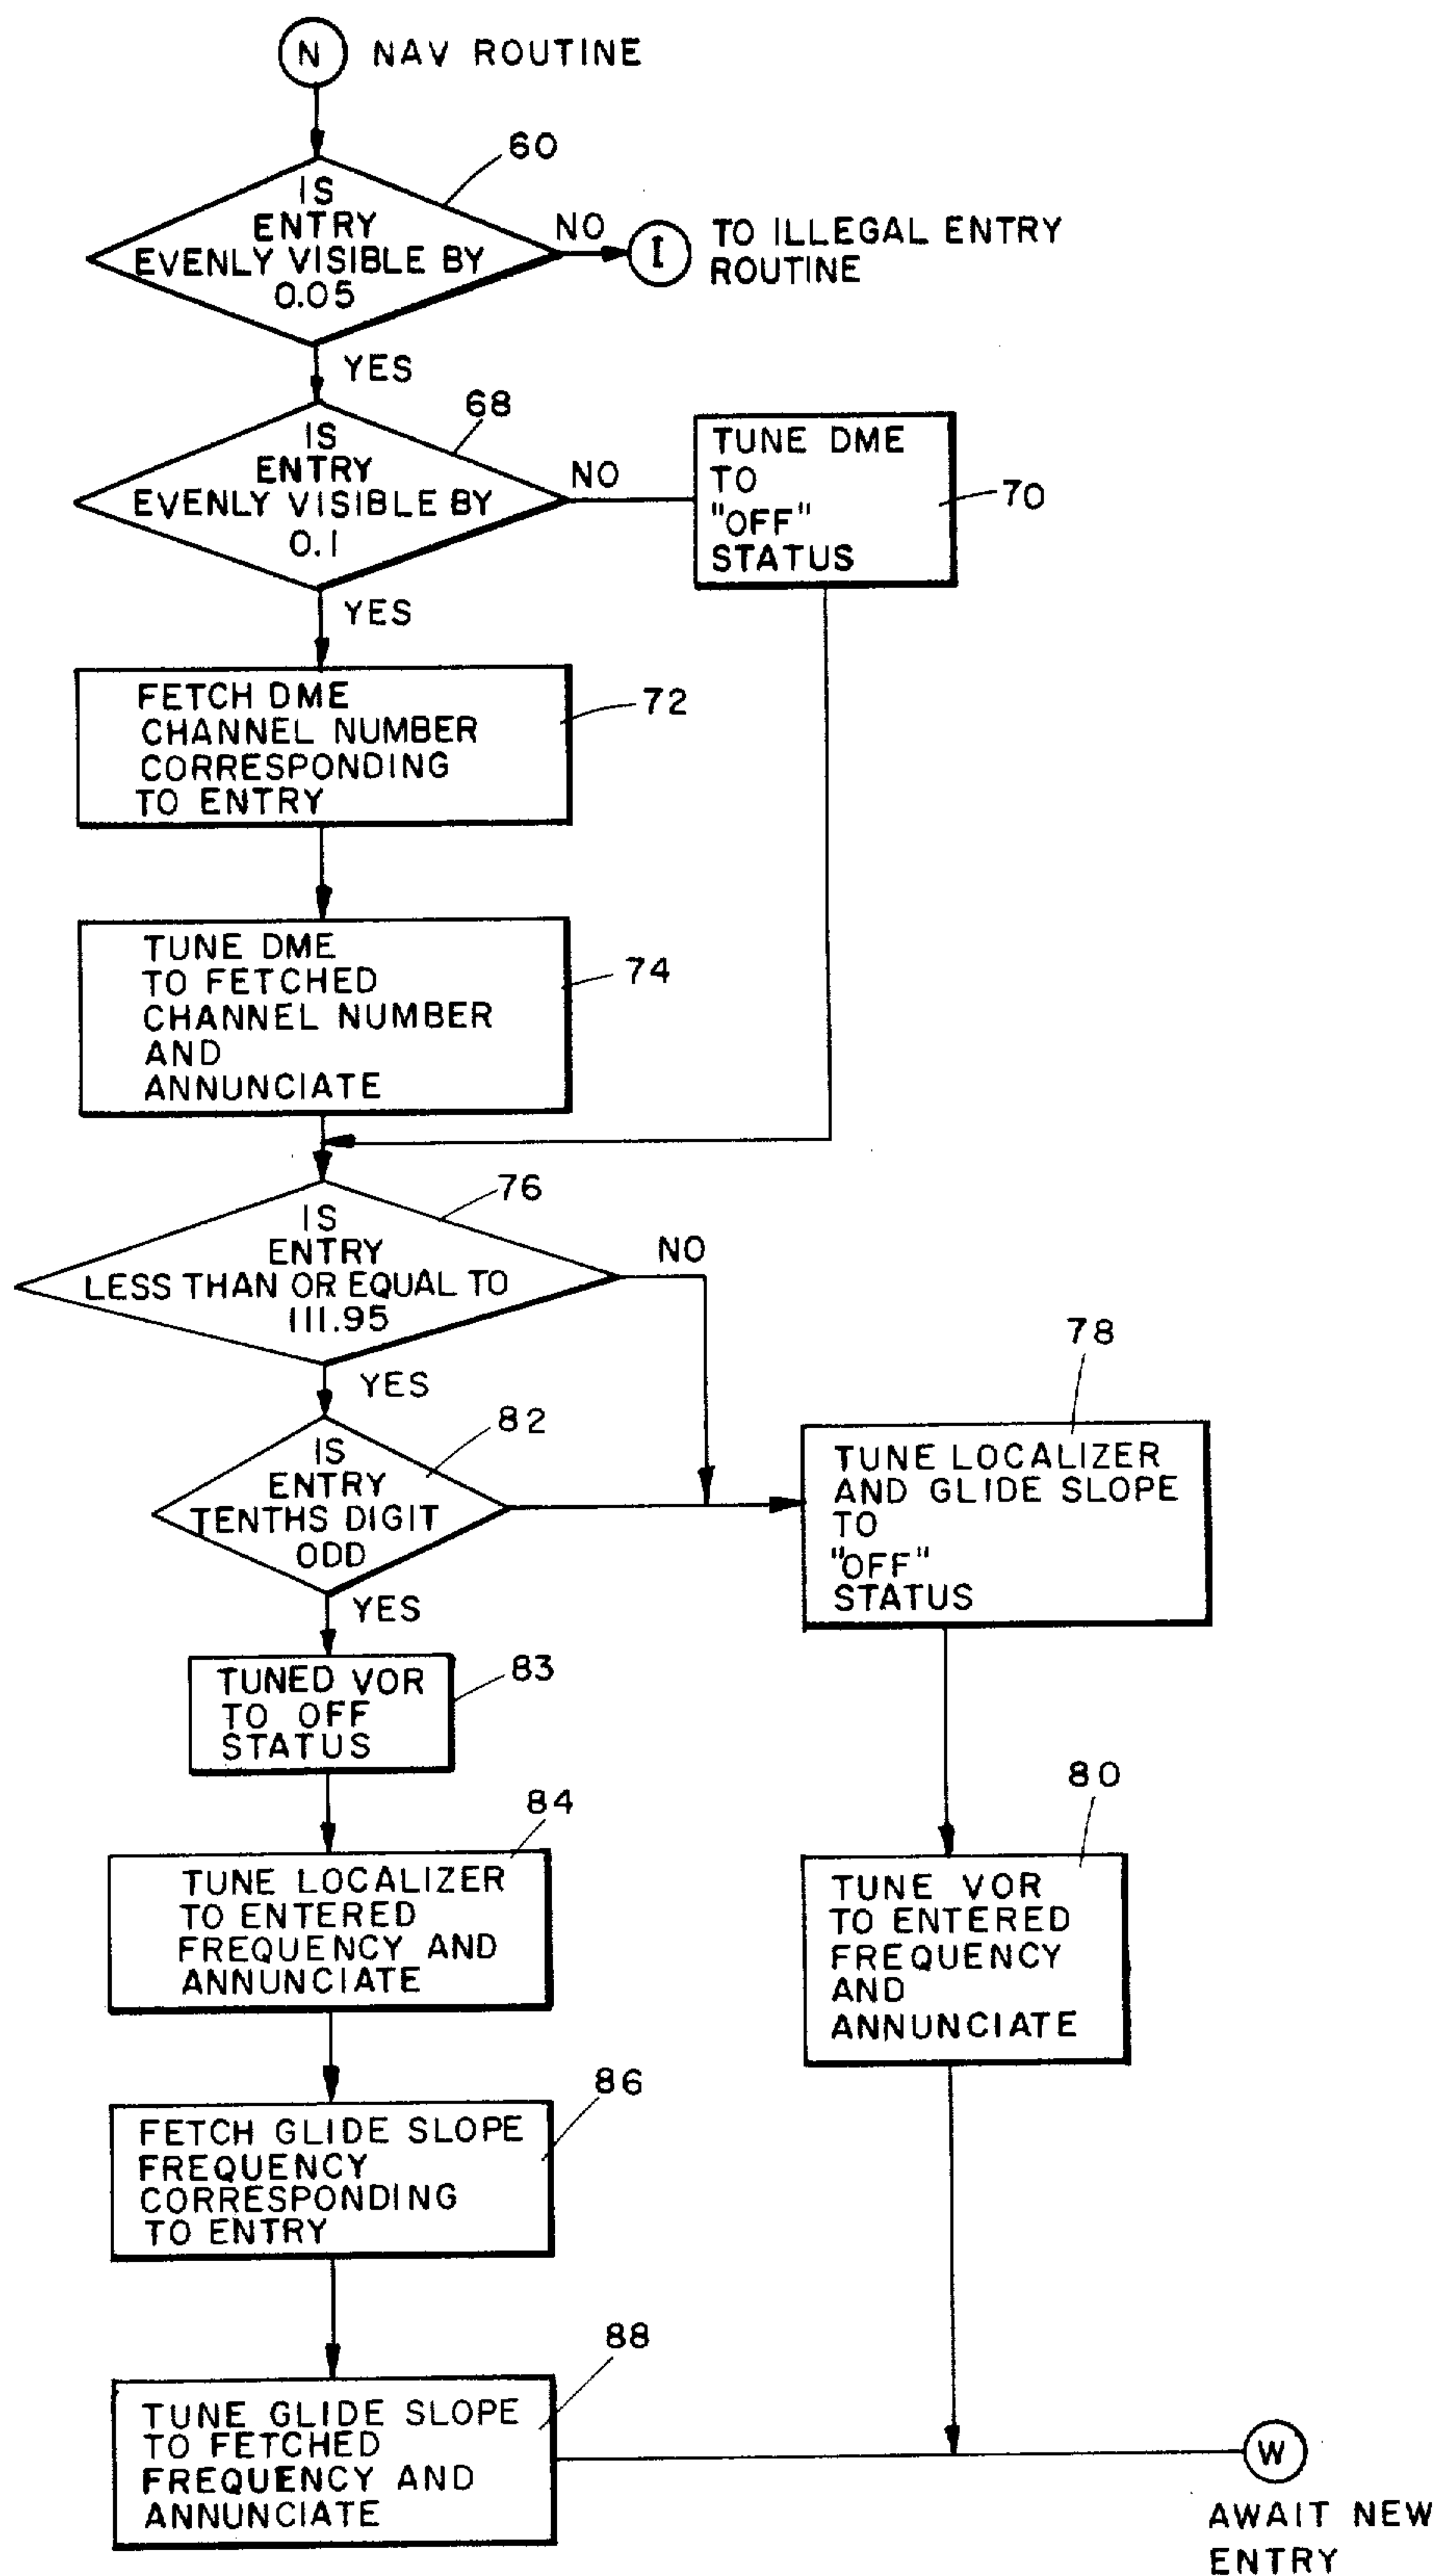 N NAV ROUTINE
60
IS
ENTRY
EVENLY VISIBLE BY
0.05
NO
I
TO ILLEGAL ENTRY
ROUTINE
YES
68
IS
ENTRY
EVENLY VISIBLE BY
0.1
NO
TUNE DME
TO
"OFF"
STATUS
70
YES
FETCH DME
CHANNEL NUMBER
CORRESPONDING
TO ENTRY
72
TUNE DME
TO FETCHED
CHANNEL NUMBER
AND
ANNUNCIATE
74
76
IS
ENTRY
LESS THAN OR EQUAL TO
111.95
NO
YES
82
IS
ENTRY
TENTHS DIGIT
ODD
78
TUNE LOCALIZER
AND GLIDE SLOPE
TO
"OFF"
STATUS
YES
TUNED VOR
TO OFF
STATUS
83
84
TUNE LOCALIZER
TO ENTERED
FREQUENCY AND
ANNUNCIATE
80
TUNE VOR
TO ENTERED
FREQUENCY
AND
ANNUNCIATE
86
FETCH GLIDE SLOPE
FREQUENCY
CORRESPONDING
TO ENTRY
88
TUNE GLIDE SLOPE
TO FETCHED
FREQUENCY AND
ANNUNCIATE
W
AWAIT NEW
ENTRY